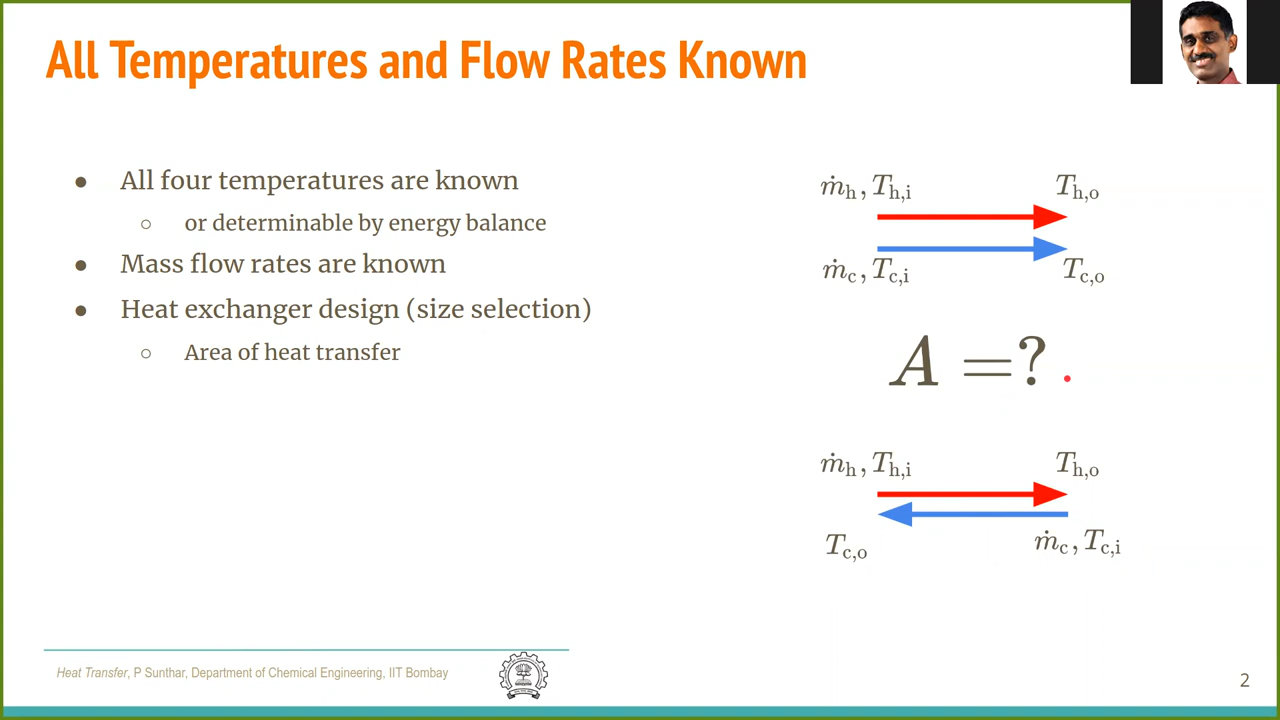 All Temperatures and Flow Rates Known
● All four temperatures are known
○ or determinable by energy balance
● Mass flow rates are known
● Heat exchanger design (size selection)
○ Area of heat transfer
ṁh, Th,i
Th,o
ṁc, Tc,i
Tc,o
A =?
ṁh, Th,i
Th,o
Tc,o
ṁc, Tc,i
Heat Transfer, P Sunthar, Department of Chemical Engineering, IIT Bombay
2